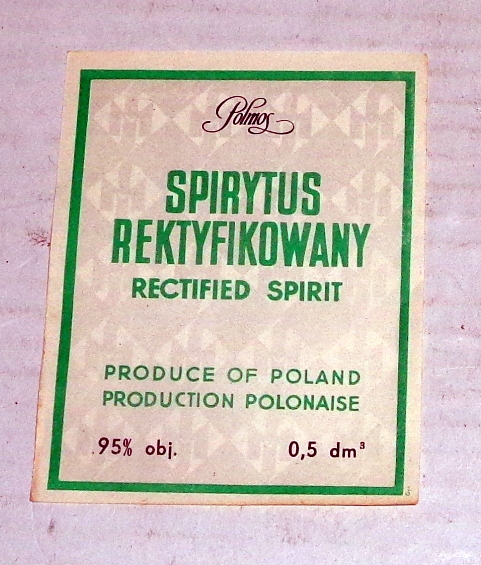 Polmos
SPIRYTUS
REKTYFIKOWANY
RECTIFIED SPIRIT
PRODUCE OF POLAND
PRODUCTION POLONAISE
95% obj. 0,5 dm³